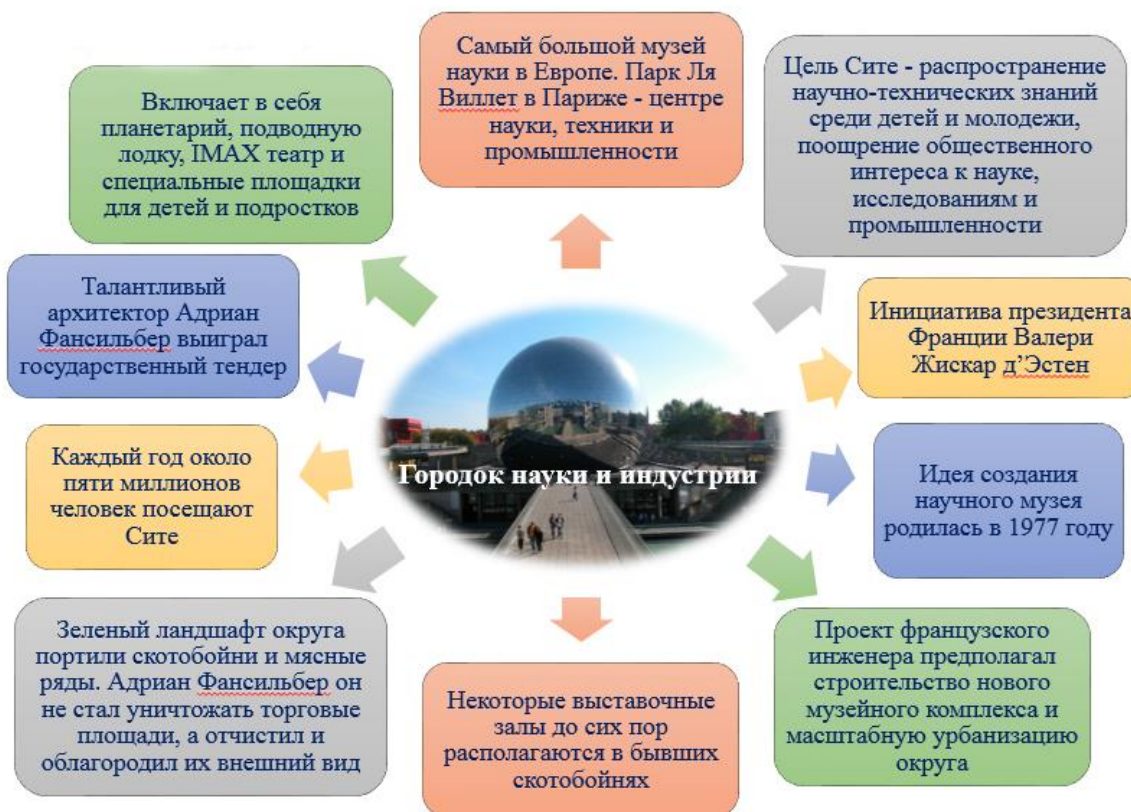 Самый большой музей
науки в Европе. Парк Ля
Виллет в Париже - центре
науки, техники и
промышленности
Цель Сите - распространение
научно-технических знаний
среди детей и молодежи,
поощрение общественного
интереса к науке,
исследованиям и
промышленности
Инициатива президента
Франции Валери
Жискар д’Эстен
Идея создания
научного музея
родилась в 1977 году
Проект французского
инженера предполагал
строительство нового
музейного комплекса и
масштабную урбанизацию
округа
Некоторые выставочные
залы до сих пор
располагаются в бывших
скотобойнях
Зеленый ландшафт округа
портили скотобойни и мясные
ряды. Адриан Фансильбер он
не стал уничтожать торговые
площади, а отчистил и
облагородил их внешний вид
Каждый год около
пяти миллионов
человек посещают
Сите
Талантливый
архитектор Адриан
Фансильбер выиграл
государственный тендер
Включает в себя
планетарий, подводную
лодку, IMAX театр и
специальные площадки
для детей и подростков
Городок науки и индустрии